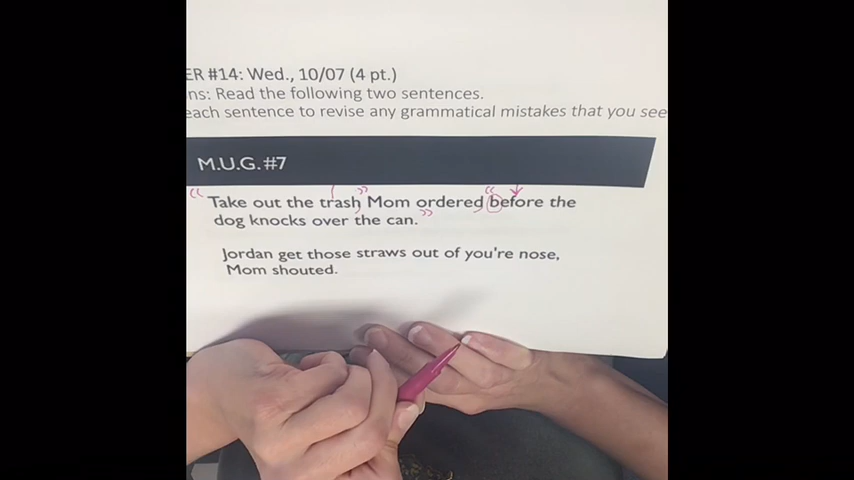 ER #14: Wed., 10/07 (4 pt.)
ns: Read the following two sentences.
each sentence to revise any grammatical mistakes that you see
M.U.G. #7
“Take out the trash,” Mom ordered, “before the
dog knocks over the can.”
Jordan get those straws out of you're nose,
Mom shouted.